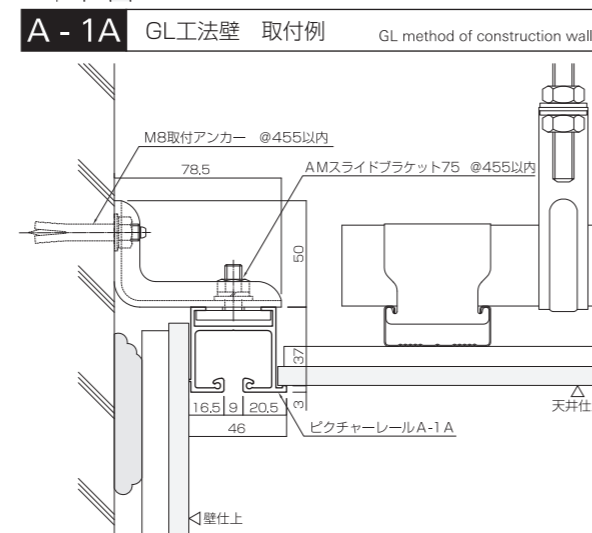 A - 1A GL工法壁 取付例 GL method of construction wall
M8取付アンカー @455以内
78.5
AMスライドブラケット75 @455以内
50
37
3
16.5 9 20.5
46
ピクチャーレールA-1A
天井仕
壁仕上